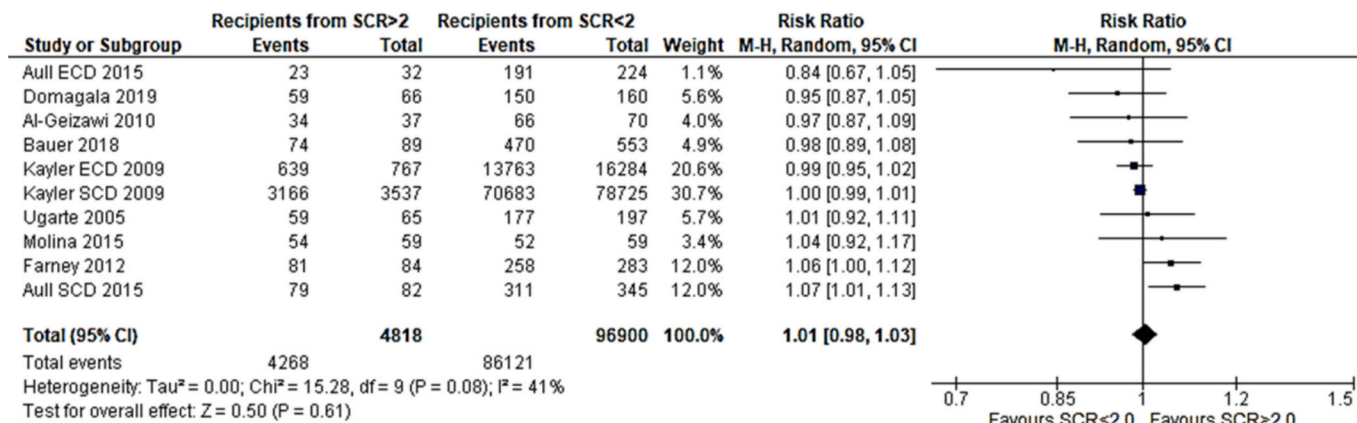 Recipients from SCR>2 Recipients from SCR<2 Risk Ratio Risk Ratio
Study or Subgroup Events Total Events Total Weight M-H, Random, 95% CI M-H, Random, 95% CI
Aull ECD 2015 23 32 191 224 1.1% 0.84 [0.67, 1.05]
Domagala 2019 59 66 150 160 5.6% 0.95 [0.87, 1.05]
Al-Geizawi 2010 34 37 66 70 4.0% 0.97 [0.87, 1.09]
Bauer 2018 74 89 470 553 4.9% 0.98 [0.89, 1.08]
Kayler ECD 2009 639 767 13763 16284 20.6% 0.99 [0.95, 1.02]
Kayler SCD 2009 3166 3537 70683 78725 30.7% 1.00 [0.99, 1.01]
Ugarte 2005 59 65 177 197 5.7% 1.01 [0.92, 1.11]
Molina 2015 54 59 52 59 3.4% 1.04 [0.92, 1.17]
Farney 2012 81 84 258 283 12.0% 1.06 [1.00, 1.12]
Aull SCD 2015 79 82 311 345 12.0% 1.07 [1.01, 1.13]
Total (95% CI) 4818 96900 100.0% 1.01 [0.98, 1.03]
Total events 4268 86121
Heterogeneity: Tau² = 0.00; Chi² = 15.28, df = 9 (P = 0.08); I² = 41%
Test for overall effect: Z = 0.50 (P = 0.61)
0.7 0.85 1 1.2 1.5
Favours SCR≤2.0 Favours SCR>2.0